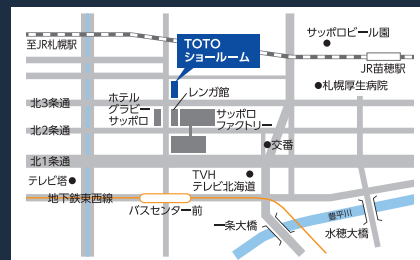 至JR札幌駅
TOTO
ショールーム
サッポロビール園
JR苗穂駅
札幌厚生病院
ホテル
グラビー
サッポロ
レンガ館
サッポロ
ファクトリー
北3条通
北2条通
北1条通
交番
テレビ塔
TVH
テレビ北海道
地下鉄東西線
バスセンター前
一条大橋
豊平川
水穂大橋